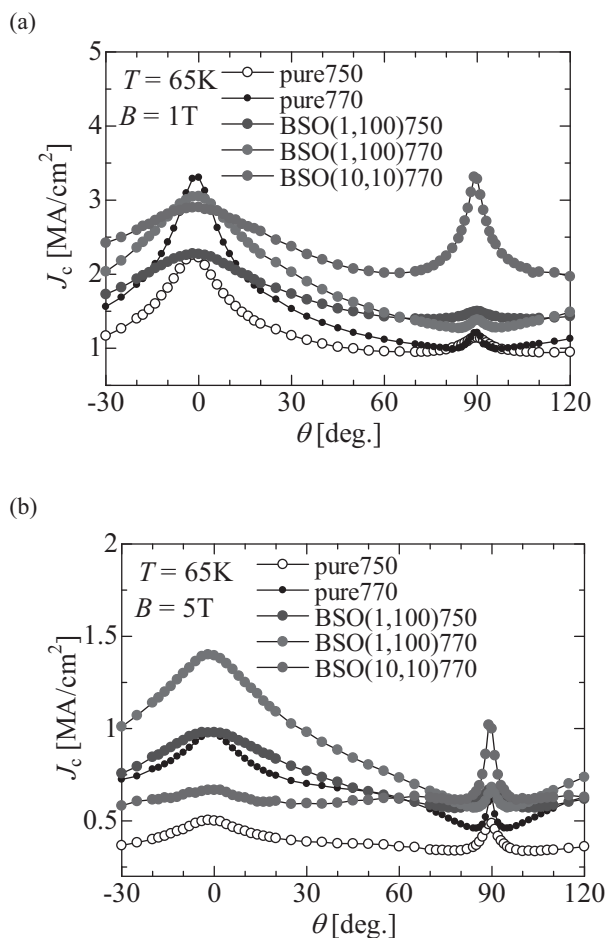 (a)
5
4
3
2
1
T = 65K
B = 1T
pure750
pure770
BSO(1,100)750
BSO(1,100)770
BSO(10,10)770
Jc [MA/cm2]
-30 0 30 60 90 120
θ [deg.]
(b)
2
1.5
1
0.5
T = 65K
B = 5T
pure750
pure770
BSO(1,100)750
BSO(1,100)770
BSO(10,10)770
Jc [MA/cm2]
-30 0 30 60 90 120
θ [deg.]